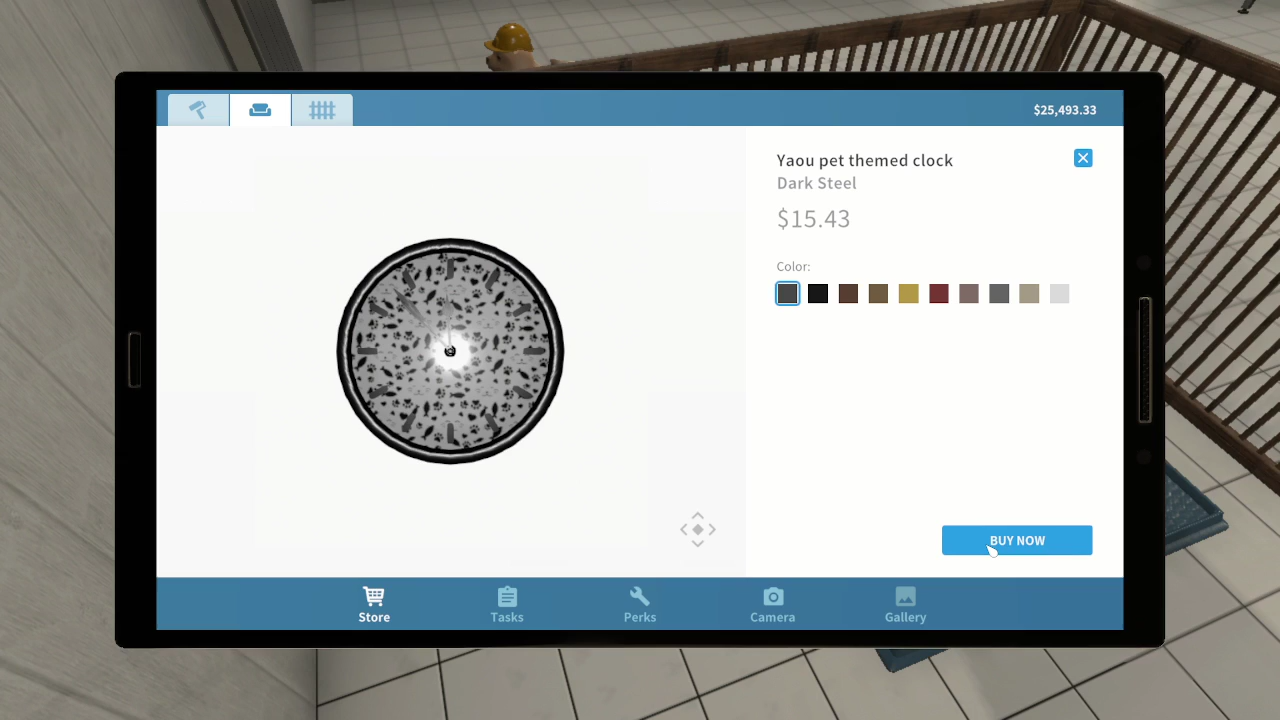 $25,493.33
Yaou pet themed clock
Dark Steel
$15.43
Color:
BUY NOW
Store
Tasks
Perks
Camera
Gallery